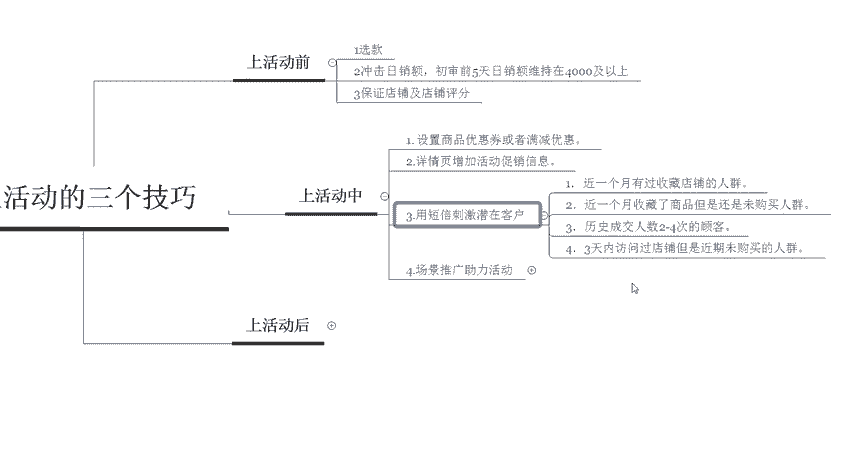 活动的三个技巧
上活动前
1选款
2冲击日销额，初审前5天日销额维持在4000及以上
3保证店铺及店铺评分
上活动中
1. 设置商品优惠券或者满减优惠。
2.详情页增加活动促销信息。
3.用短信刺激潜在客户
1. 近一个月有过收藏店铺的人群。
2. 近一个月收藏了商品但是还是未购买人群。
3. 历史成交人数2-4次的顾客。
4. 3天内访问过店铺但是近期未购买的人群。
4.场景推广助力活动
上活动后